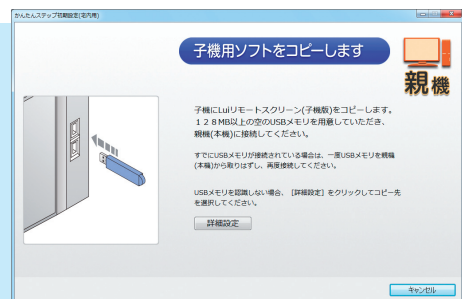 かんたんステップ初期設定(宅内用)
子機用ソフトをコピーします
親機
子機にLuiリモートスクリーン(子機版)をコピーします。
１２８MB以上の空のUSBメモリを用意していただき、
親機(本機)に接続してください。
すでにUSBメモリが接続されている場合は、一度USBメモリを親機
(本機)から取りはずし、再度接続してください。
USBメモリを認識しない場合、［詳細設定］をクリックしてコピー先
を選択してください。
詳細設定
キャンセル